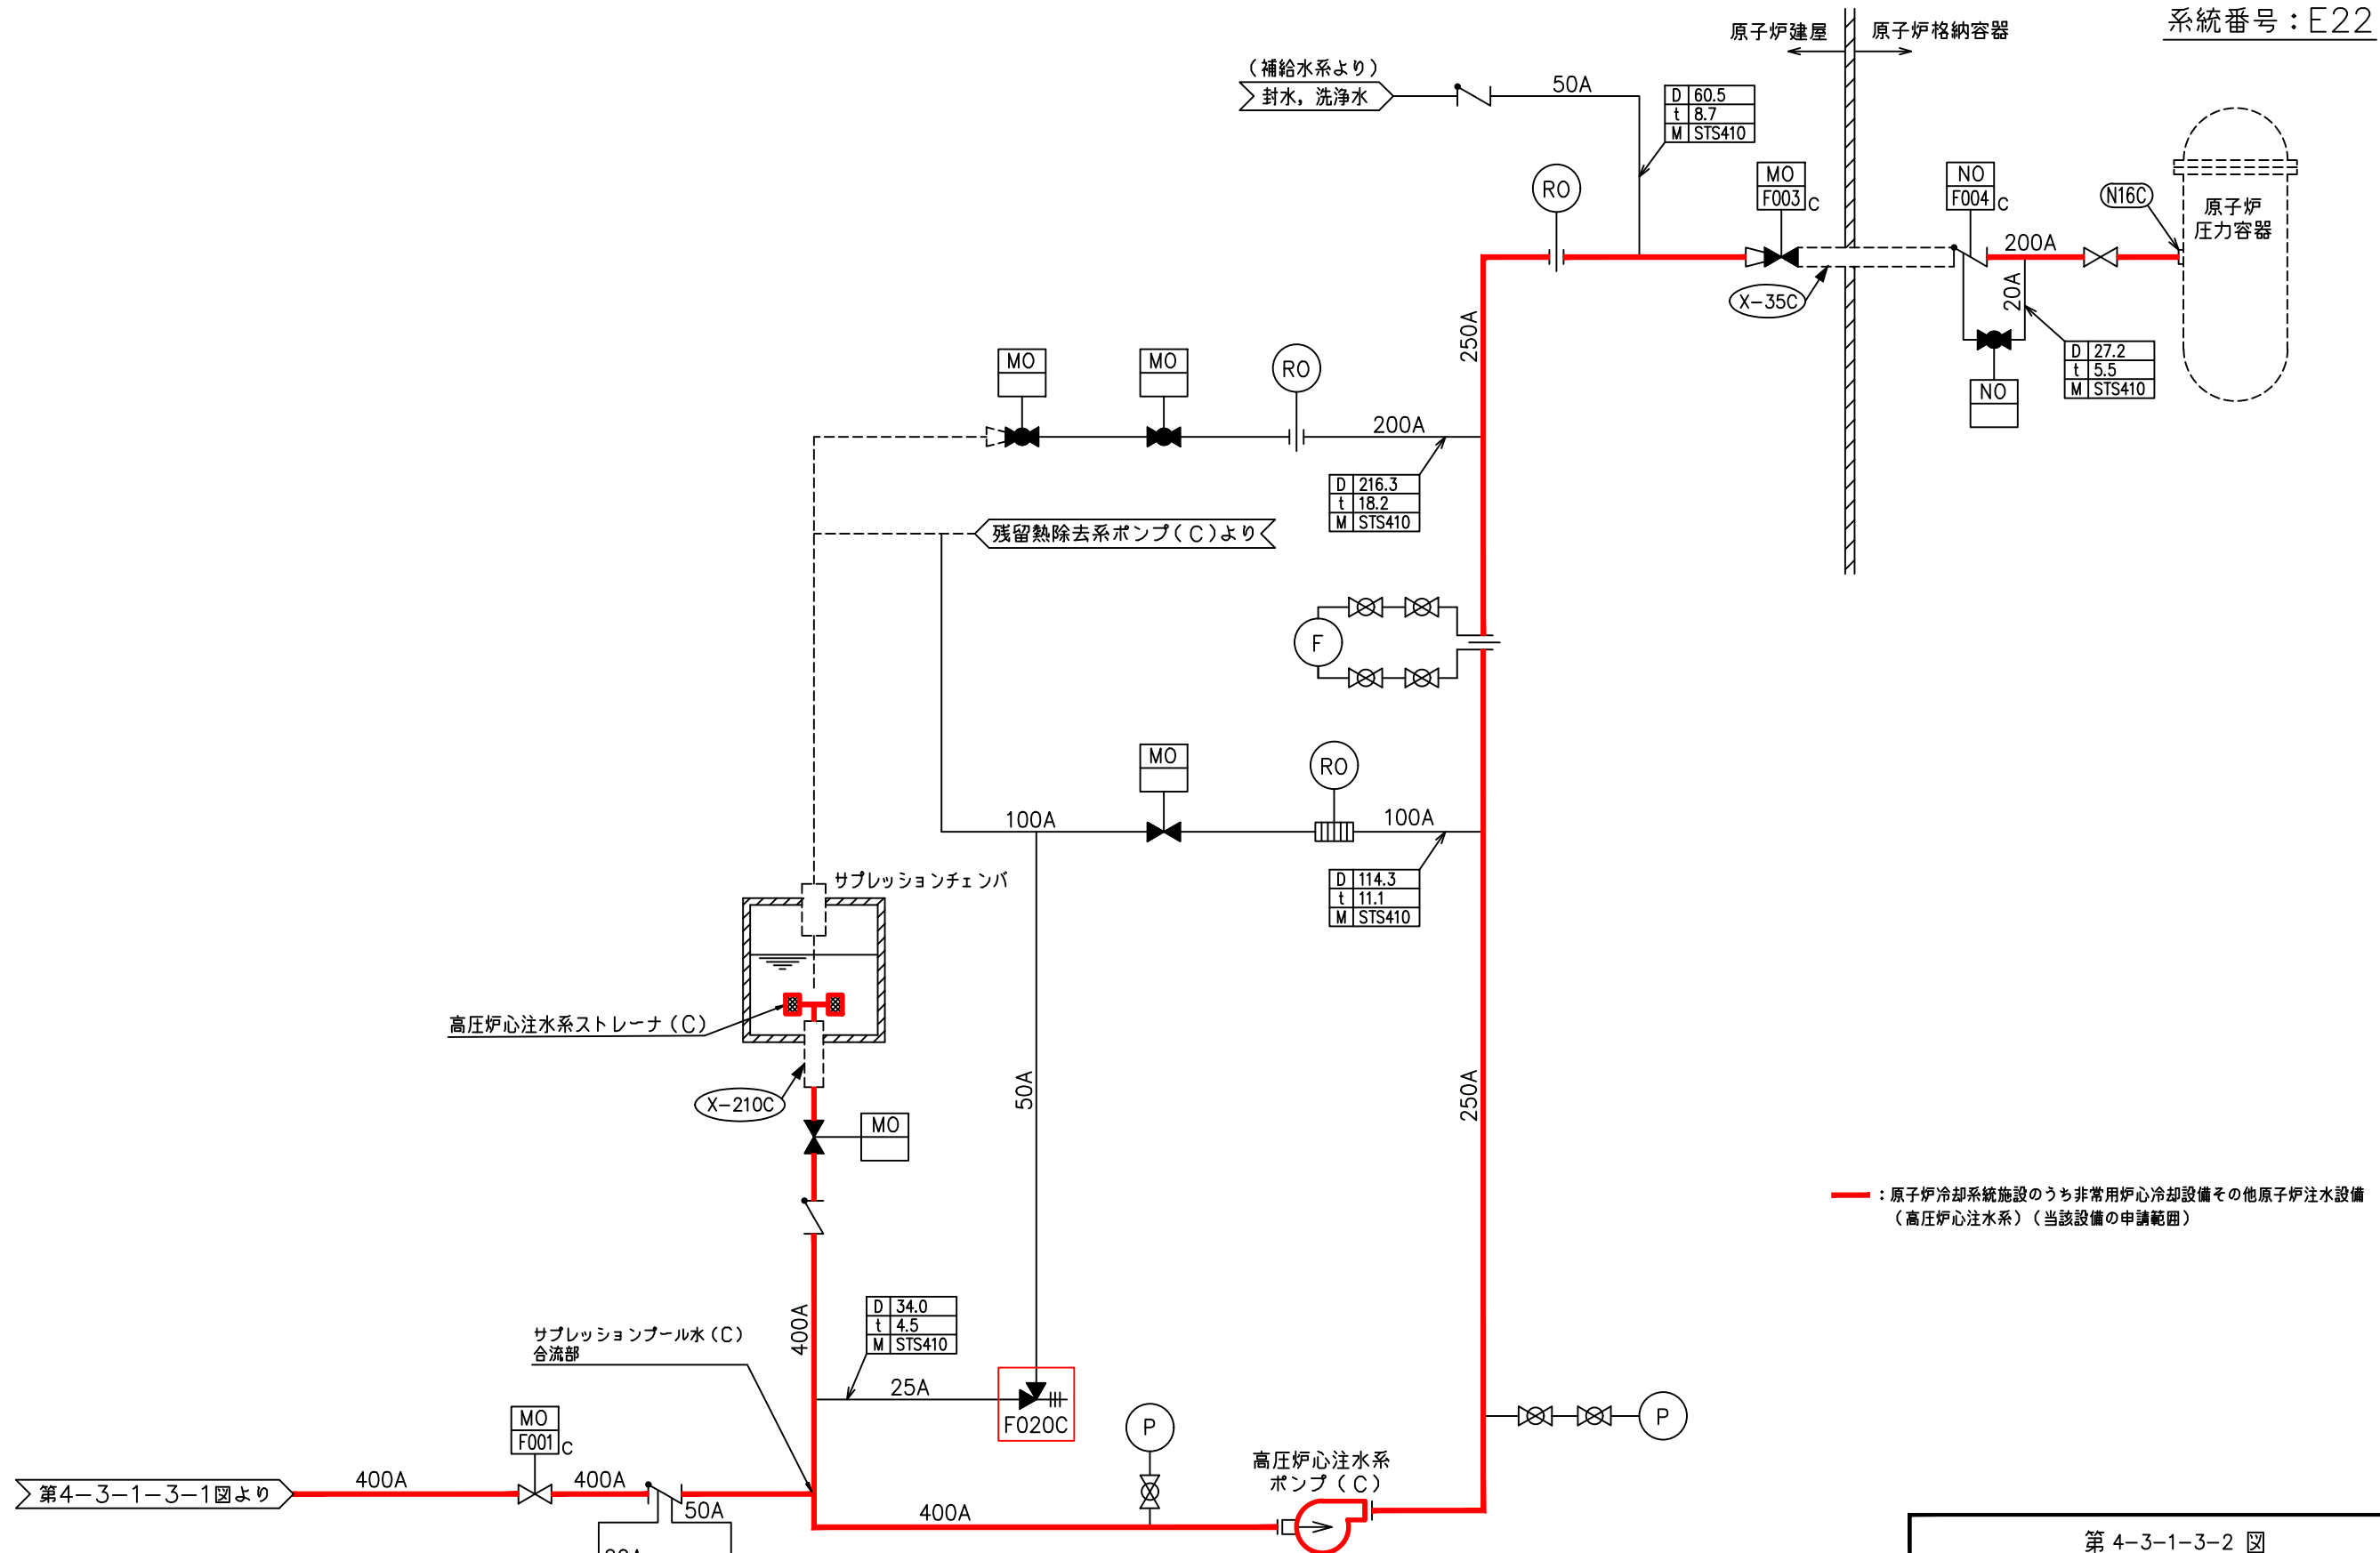 系統番号：E22
原子炉建屋
原子炉格納容器
（補給水系より）
封水，洗浄水
50A
D 60.5
t 8.7
M STS410
RO
MO
F003
C
NO
F004
C
N16C
原子炉
圧力容器
200A
20A
X-35C
D 27.2
t 5.5
M STS410
NO
250A
MO
MO
RO
200A
D 216.3
t 18.2
M STS410
残留熱除去系ポンプ(C)より
F
MO
RO
100A
100A
D 114.3
t 11.1
M STS410
サプレッションチェンバ
高圧炉心注水系ストレーナ(C)
X-210C
MO
50A
250A
：原子炉冷却系統施設のうち非常用炉心冷却設備その他原子炉注水設備
（高圧炉心注水系）（当該設備の申請範囲）
400A
D 34.0
t 4.5
M STS410
サプレッションプール水(C)
合流部
25A
F020C
P
P
MO
F001
C
第4-3-1-3-1図より
400A
400A
50A
400A
高圧炉心注水系
ポンプ（C）
第 4-3-1-3-2 図